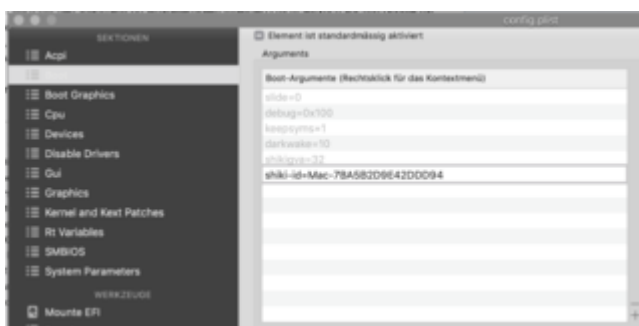 config.plist
SEKTIONEN
Acpi
Boot Graphics
Cpu
Devices
Disable Drivers
Gui
Graphics
Kernel and Kext Patches
Rt Variables
SMBIOS
System Parameters
WERKZEUGE
Mounte EFI
Element ist standardmässig aktiviert
Arguments
Boot-Argumente (Rechtsklick für das Kontextmenü)
slide=0
debug=0x100
keepsyms=1
darkwake=10
shikigva=32
shiki-id=Mac-7BA5B2D9E42DDD94